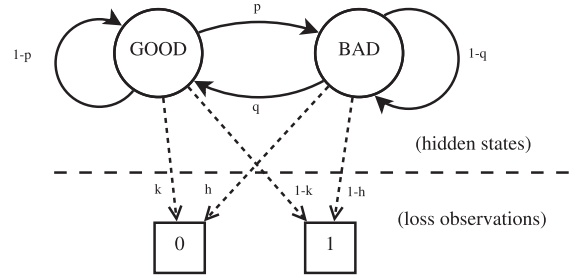 p
1-p
GOOD
BAD
1-q
q
(hidden states)
k
h
1-k
1-h
(loss observations)
0
1